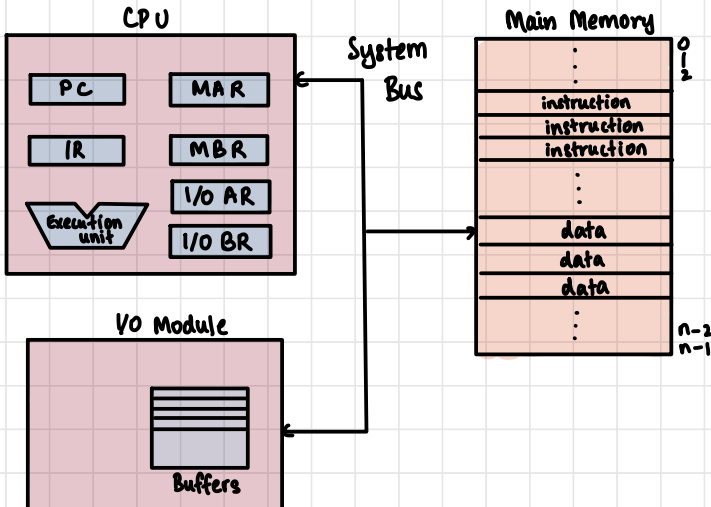 CPU
PC
MAR
IR
MBR
Execution
unit
I/O AR
I/O BR
System
Bus
Main Memory
0
1
2
instruction
instruction
instruction
data
data
data
n-2
n-1
I/O Module
Buffers